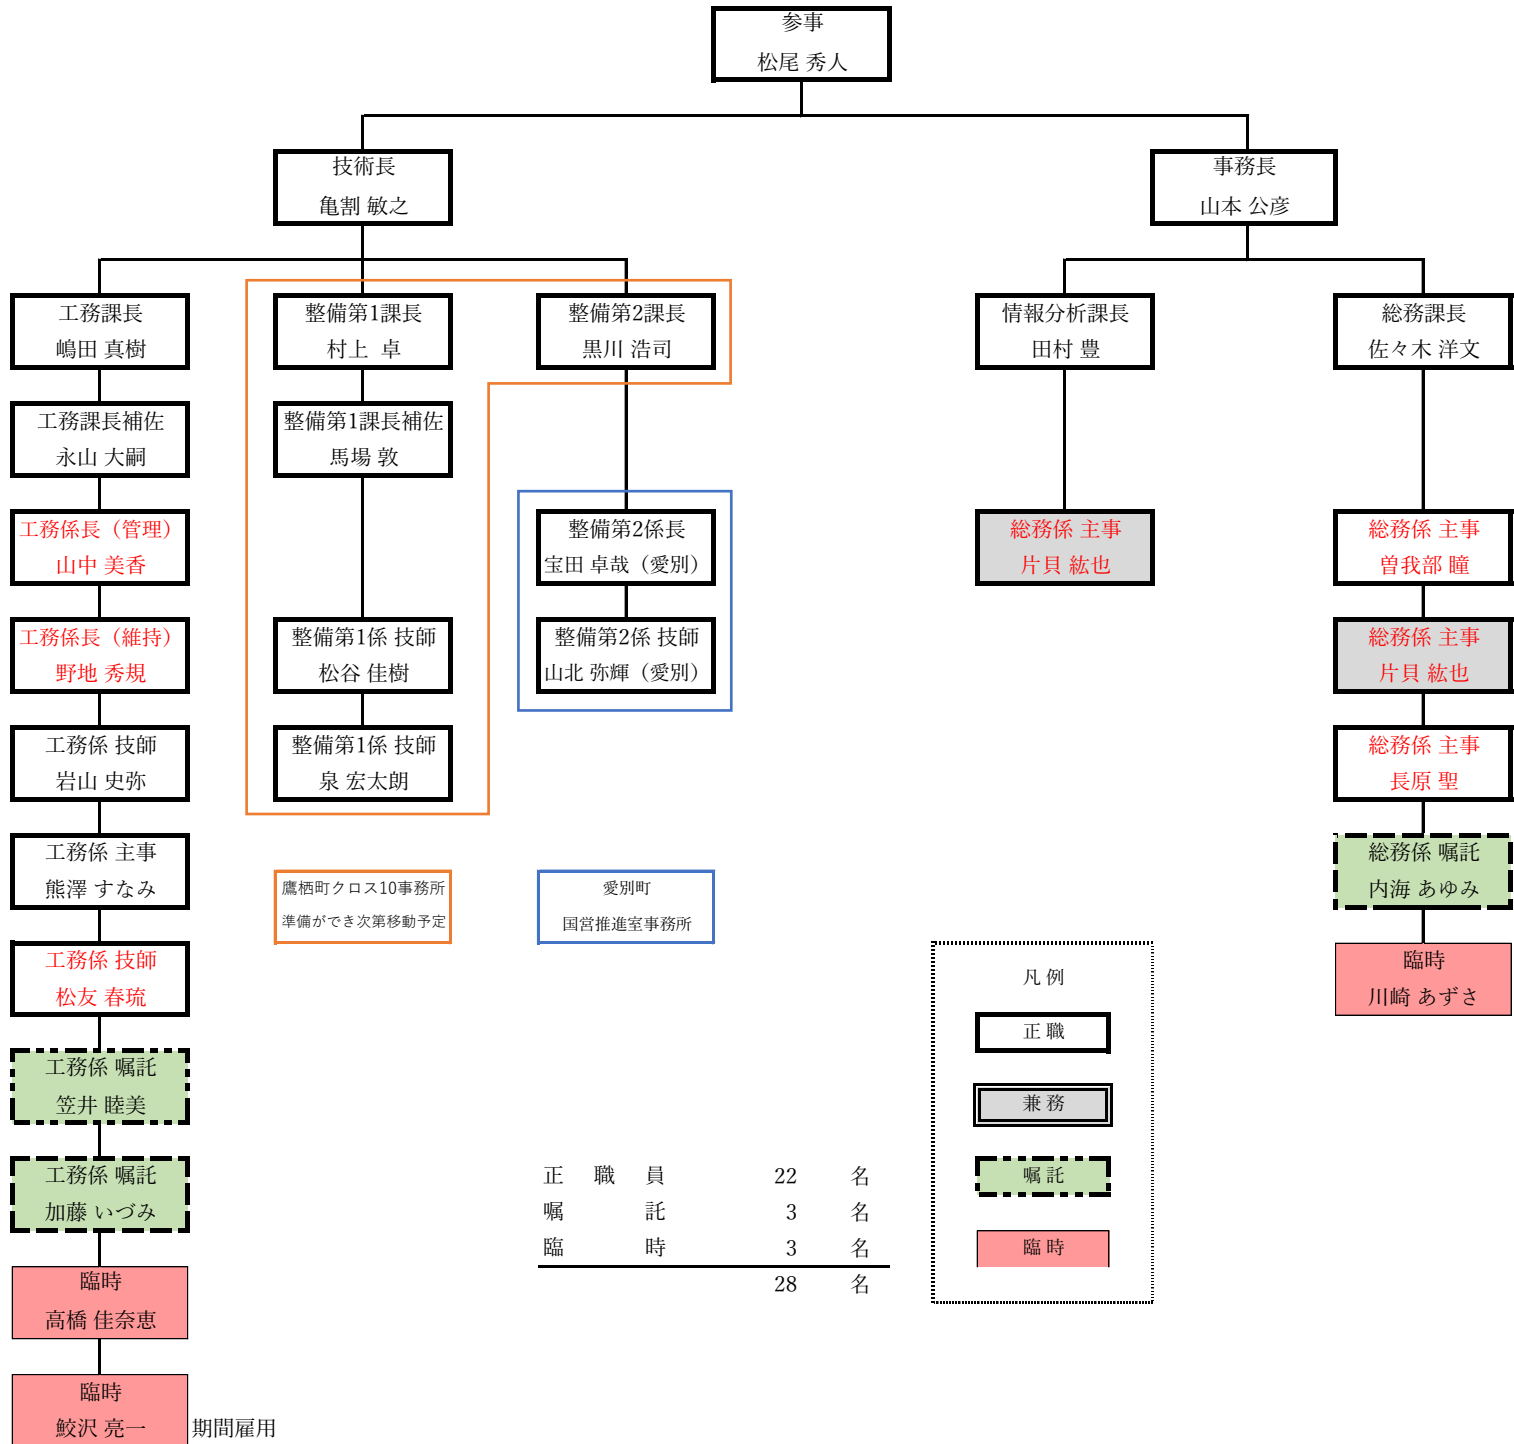 参事
松尾 秀人
技術長
亀割 敏之
事務長
山本 公彦
工務課長
嶋田 真樹
整備第1課長
村上 卓
整備第2課長
黒川 浩司
情報分析課長
田村 豊
総務課長
佐々木 洋文
工務課長補佐
永山 大嗣
整備第1課長補佐
馬場 敦
工務係長（管理）
山中 美香
整備第2係長
宝田 卓哉（愛別）
総務係 主事
片貝 紘也
総務係 主事
曽我部 瞳
工務係長（維持）
野地 秀規
整備第1係 技師
松谷 佳樹
整備第2係 技師
山北 弥輝（愛別）
総務係 主事
片貝 紘也
工務係 技師
岩山 史弥
整備第1係 技師
泉 宏太朗
総務係 主事
長原 聖
工務係 主事
熊澤 すなみ
鷹栖町クロス10事務所
準備ができ次第移動予定
愛別町
国営推進室事務所
総務係 嘱託
内海 あゆみ
工務係 技師
松友 春琉
臨時
川崎 あずさ
工務係 嘱託
笠井 睦美
工務係 嘱託
加藤 いづみ
臨時
高橋 佳奈恵
臨時
鮫沢 亮一 期間雇用
正 職 員 22 名
嘱 託 3 名
臨 時 3 名
28 名
凡 例
正 職
兼 務
嘱 託
臨 時